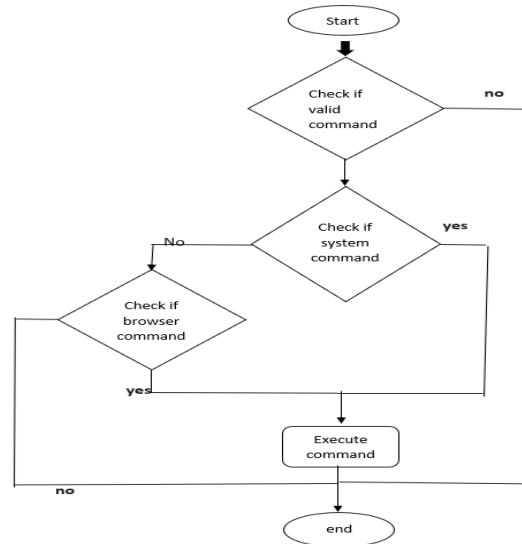 Start
Check if
valid
command
no
Check if
system
command
yes
No
Check if
browser
command
yes
Execute
command
no
end